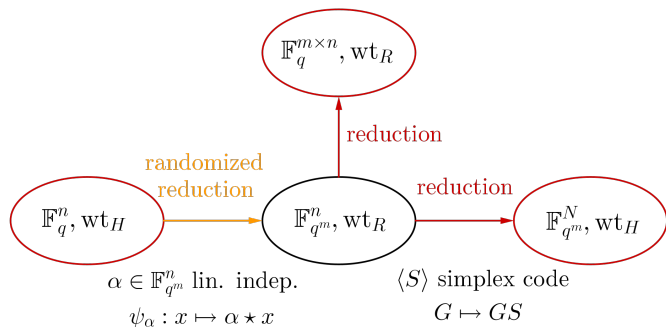 𝔽_q^{m×n}, wt_R
reduction
randomized
reduction
reduction
𝔽_q^n, wt_H
𝔽_{q^m}^n, wt_R
𝔽_{q^m}^N, wt_H
α ∈ 𝔽_{q^m}^n lin. indep.
ψ_α : x ↦ α ⋆ x
⟨S⟩ simplex code
G ↦ GS